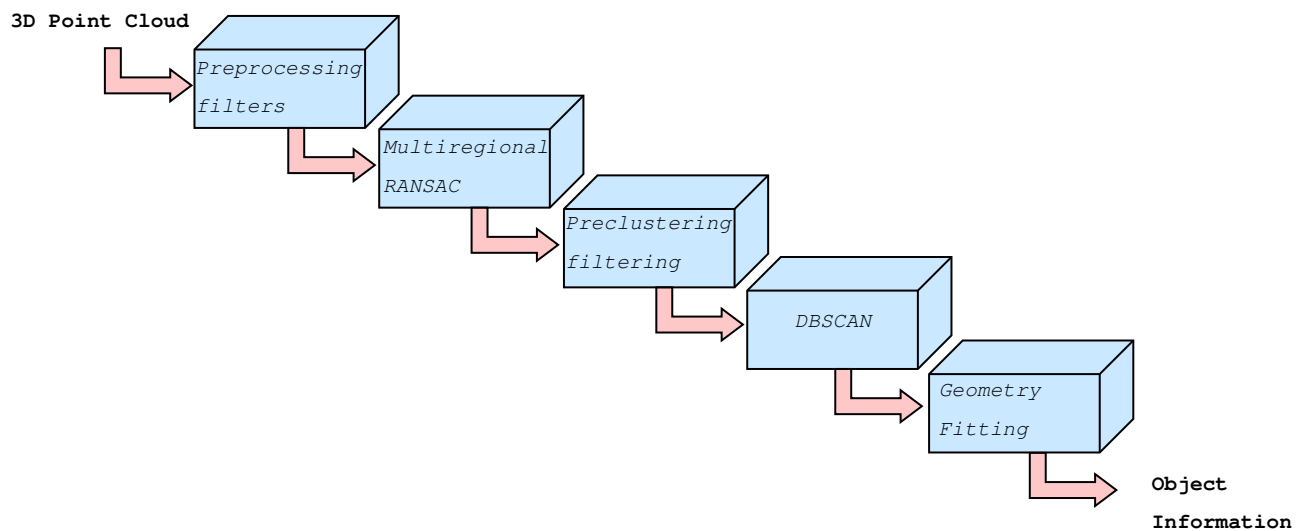 3D Point Cloud
Preprocessing
filters
Multiregional
RANSAC
Preclustering
filtering
DBSCAN
Geometry
Fitting
Object
Information